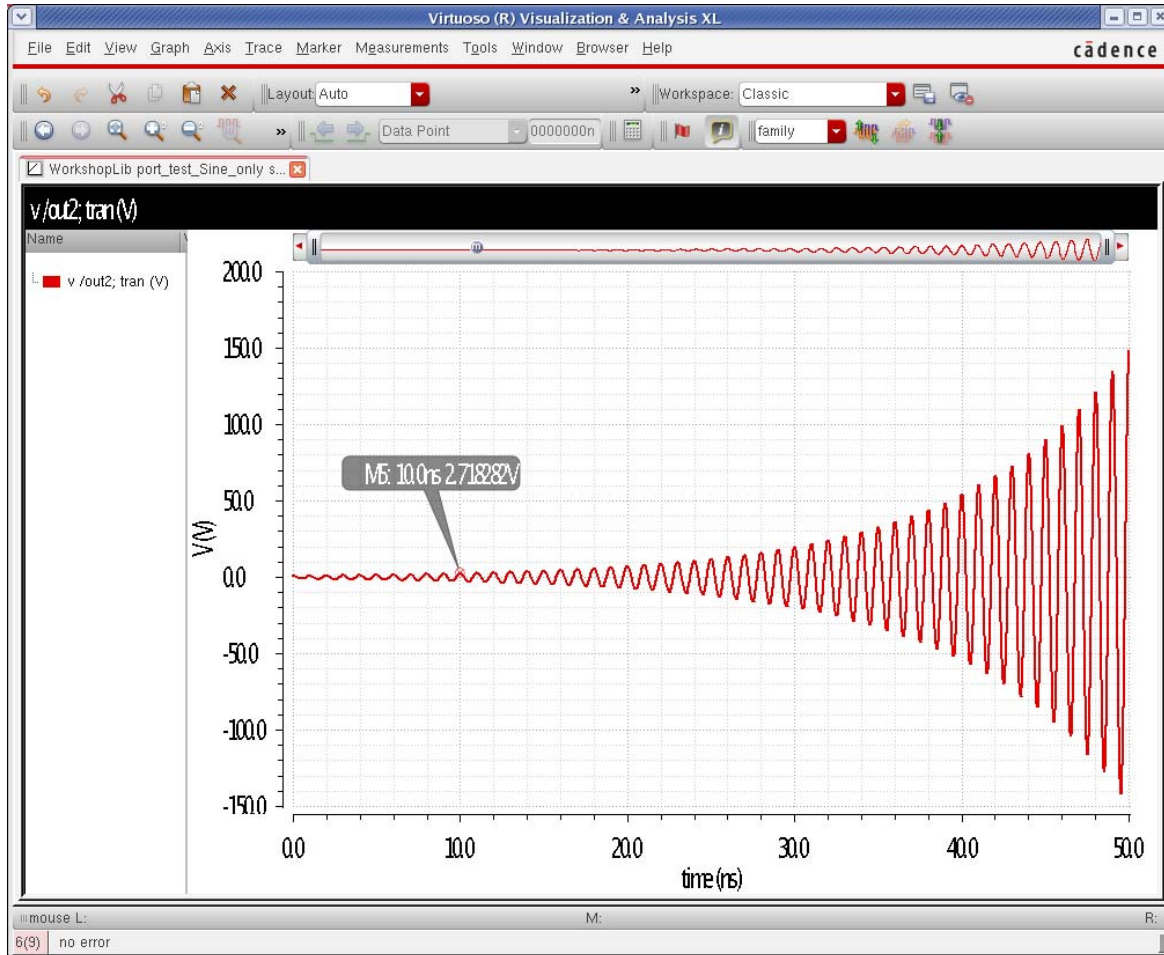 Virtuoso (R) Visualization & Analysis XL
File Edit View Graph Axis Trace Marker Measurements Tools Window Browser Help cādence
Layout: Auto » Workspace: Classic
» Data Point 0000000n family
WorkshopLib port_test_Sine_only s...
v /out2; tran (V)
Name V
v /out2; tran (V)
200.0
150.0
100.0
M5: 10.0ns 2.718282V
50.0
V (V)
0.0
-50.0
-100.0
-150.0
0.0 10.0 20.0 30.0 40.0 50.0
time (ns)
mouse L: M: R:
6(9) no error